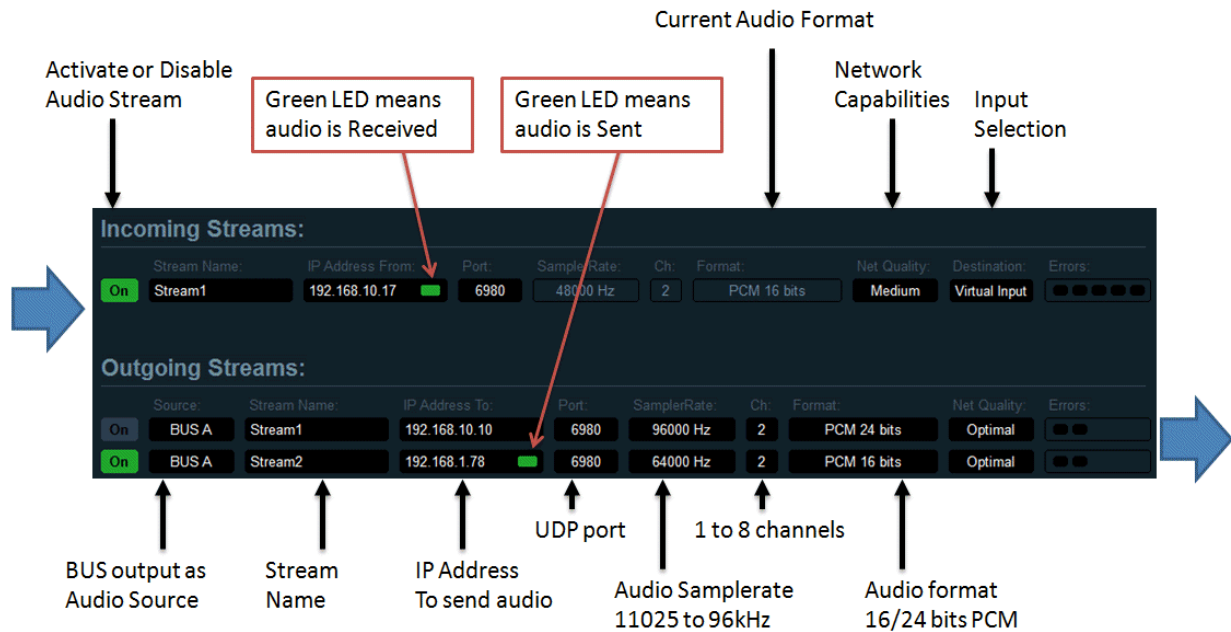 Current Audio Format
Activate or Disable
Audio Stream
Green LED means
audio is Received
Green LED means
audio is Sent
Network
Capabilities
Input
Selection
Incoming Streams:
Stream Name: IP Address From: Port: SamplerRate: Ch: Format: Net Quality: Destination: Errors:
On Stream1 192.168.10.17 6980 48000 Hz 2 PCM 16 bits Medium Virtual Input
Outgoing Streams:
Source: Stream Name: IP Address To: Port: SamplerRate: Ch: Format: Net Quality: Errors:
On BUS A Stream1 192.168.10.10 6980 96000 Hz 2 PCM 24 bits Optimal
On BUS A Stream2 192.168.1.78 6980 64000 Hz 2 PCM 16 bits Optimal
UDP port
1 to 8 channels
BUS output as
Audio Source
Stream
Name
IP Address
To send audio
Audio Samplerate
11025 to 96kHz
Audio format
16/24 bits PCM